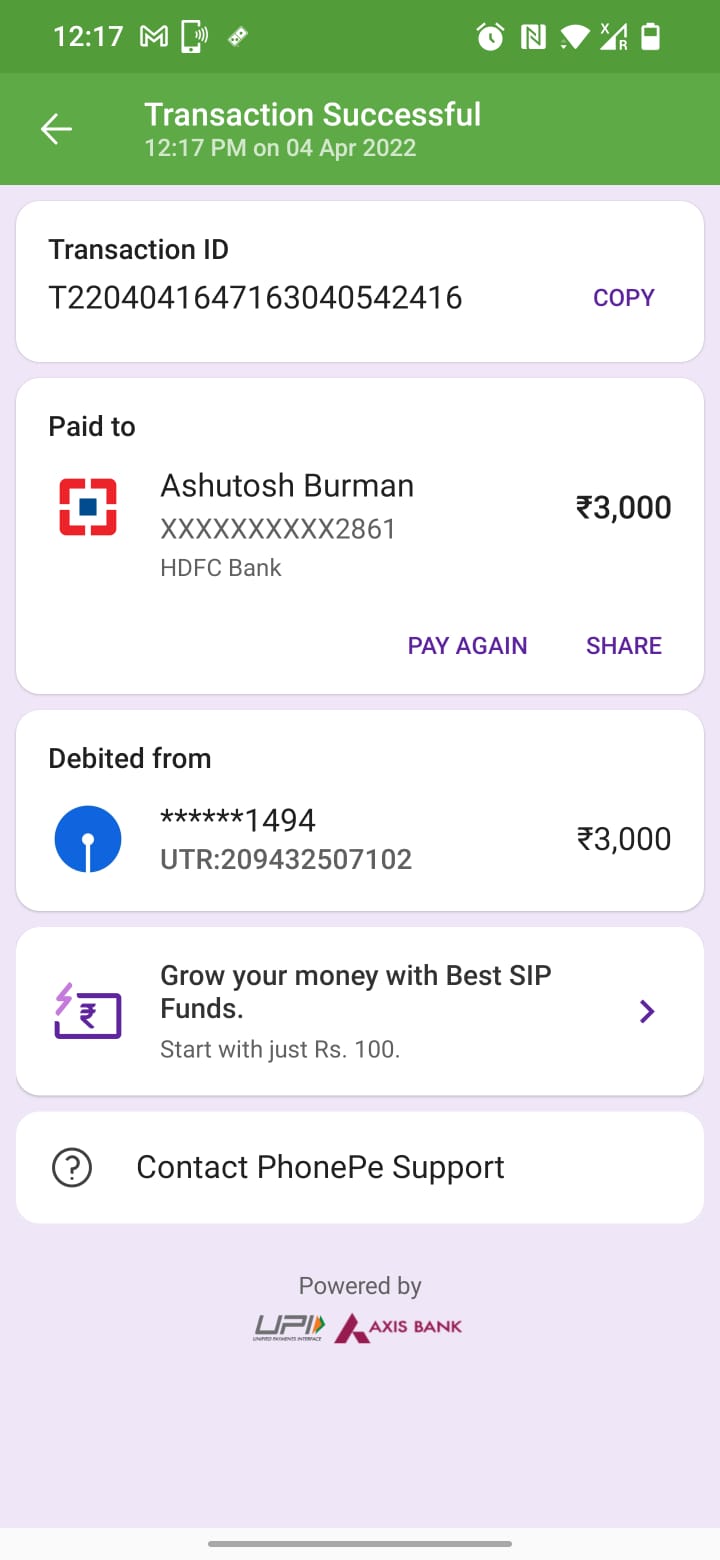 12:17
X
R
Transaction Successful
12:17 PM on 04 Apr 2022
Transaction ID
T2204041647163040542416
COPY
Paid to
Ashutosh Burman
₹3,000
XXXXXXXXXX2861
HDFC Bank
PAY AGAIN
SHARE
Debited from
******1494
₹3,000
UTR:209432507102
Grow your money with Best SIP
Funds.
Start with just Rs. 100.
Contact PhonePe Support
Powered by
UPI
UNIFIED PAYMENTS INTERFACE
AXIS BANK